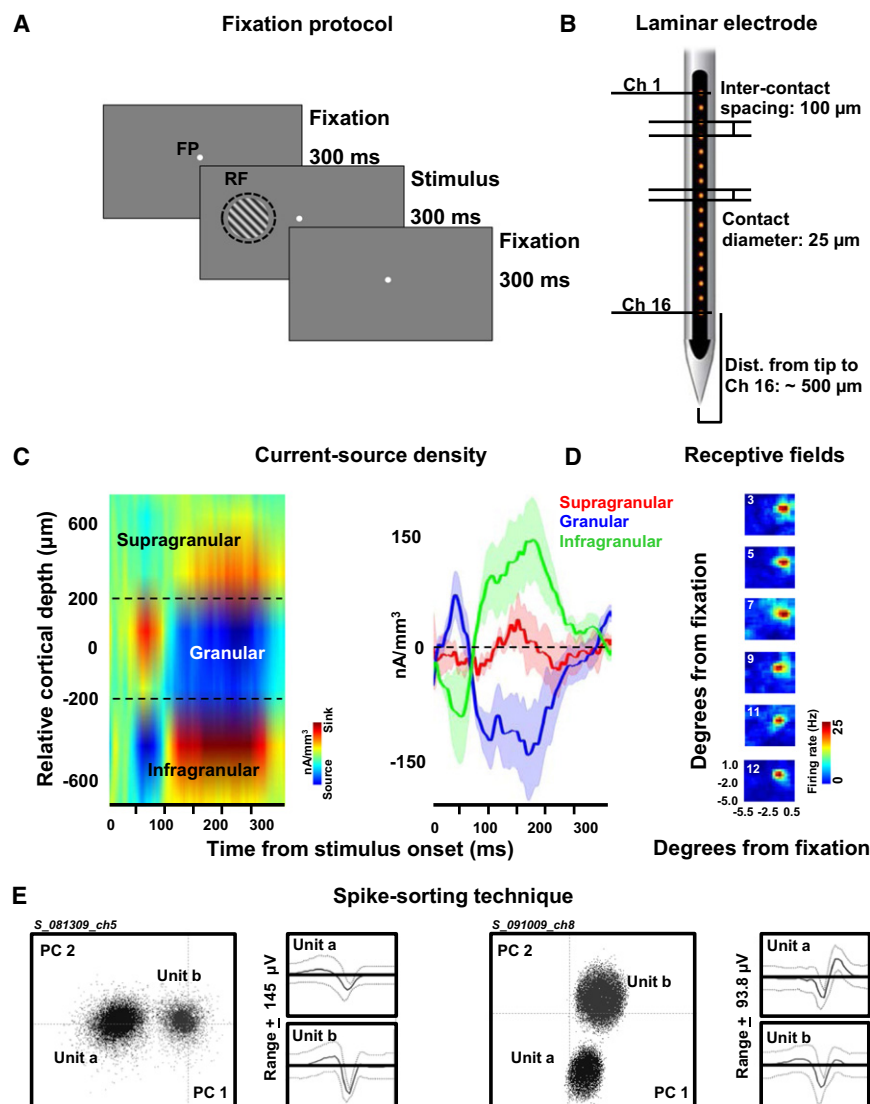 A
Fixation protocol
FP
Fixation
300 ms
RF
Stimulus
300 ms
Fixation
300 ms
B
Laminar electrode
Ch 1
Inter-contact
spacing: 100 µm
Contact
diameter: 25 µm
Ch 16
Dist. from tip to
Ch 16: ~ 500 µm
C
Current-source density
Relative cortical depth (µm)
600
200
0
-200
-600
Supragranular
Granular
Infragranular
nA/mm³
Source
Sink
0
100
200
300
nA/mm³
150
0
-150
Supragranular
Granular
Infragranular
0
100
200
300
Time from stimulus onset (ms)
D
Receptive fields
Degrees from fixation
3
5
7
9
11
12
1.0
-2.0
-5.0
-5.5 -2.5 0.5
Firing rate (Hz)
0
25
Degrees from fixation
E
Spike-sorting technique
S_081309_ch5
PC 2
Unit b
Unit a
PC 1
Range ± 145 µV
Unit a
Unit b
S_091009_ch8
PC 2
Unit b
Unit a
PC 1
Range ± 93.8 µV
Unit a
Unit b